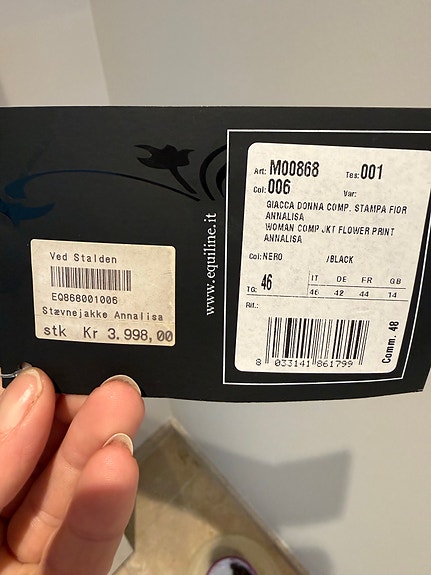 Ved Stalden
EQ868001006
Stævnejakke Annalisa
stk Kr 3.998,00
www.equiline.it
Art: M00868 Tes: 001
Col: 006 Var:
GIACCA DONNA COMP. STAMPA FIOR
ANNALISA
WOMAN COMP JKT FLOWER PRINT
ANNALISA
Col: NERO /BLACK
TG: 46
IT DE FR GB
46 42 44 14
Rif.:
Comm. 48
8 033141 861799